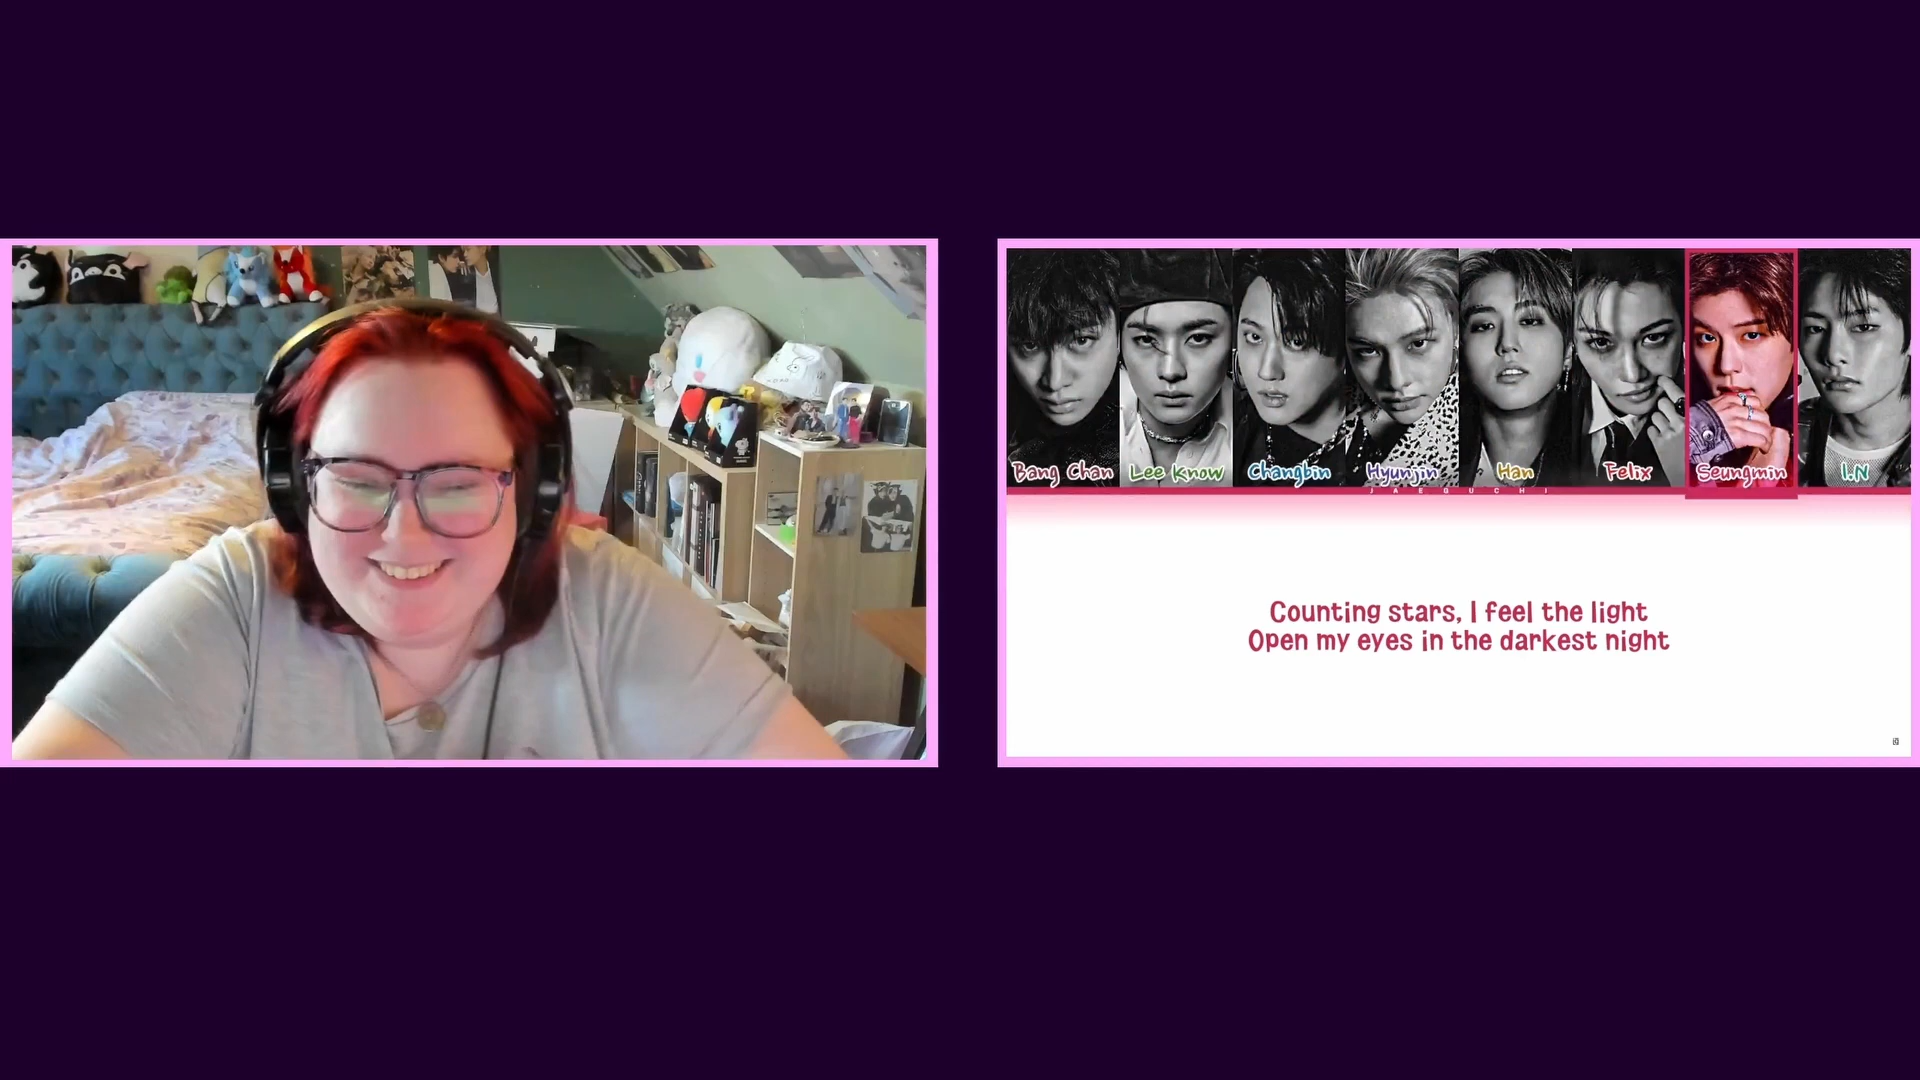 Bang Chan Lee Know Changbin Hyunjin Han Felix Seungmin I.N
JAEGUCHI
Counting stars, I feel the light
Open my eyes in the darkest night